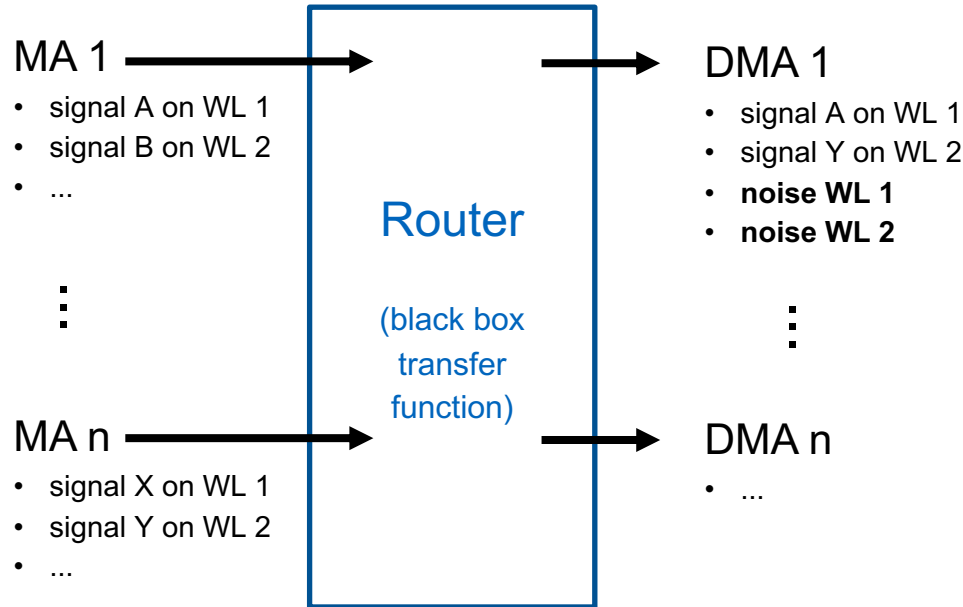 MA 1
• signal A on WL 1
• signal B on WL 2
• ...
MA n
• signal X on WL 1
• signal Y on WL 2
• ...
Router
(black box
transfer
function)
DMA 1
• signal A on WL 1
• signal Y on WL 2
• noise WL 1
• noise WL 2
DMA n
• ...